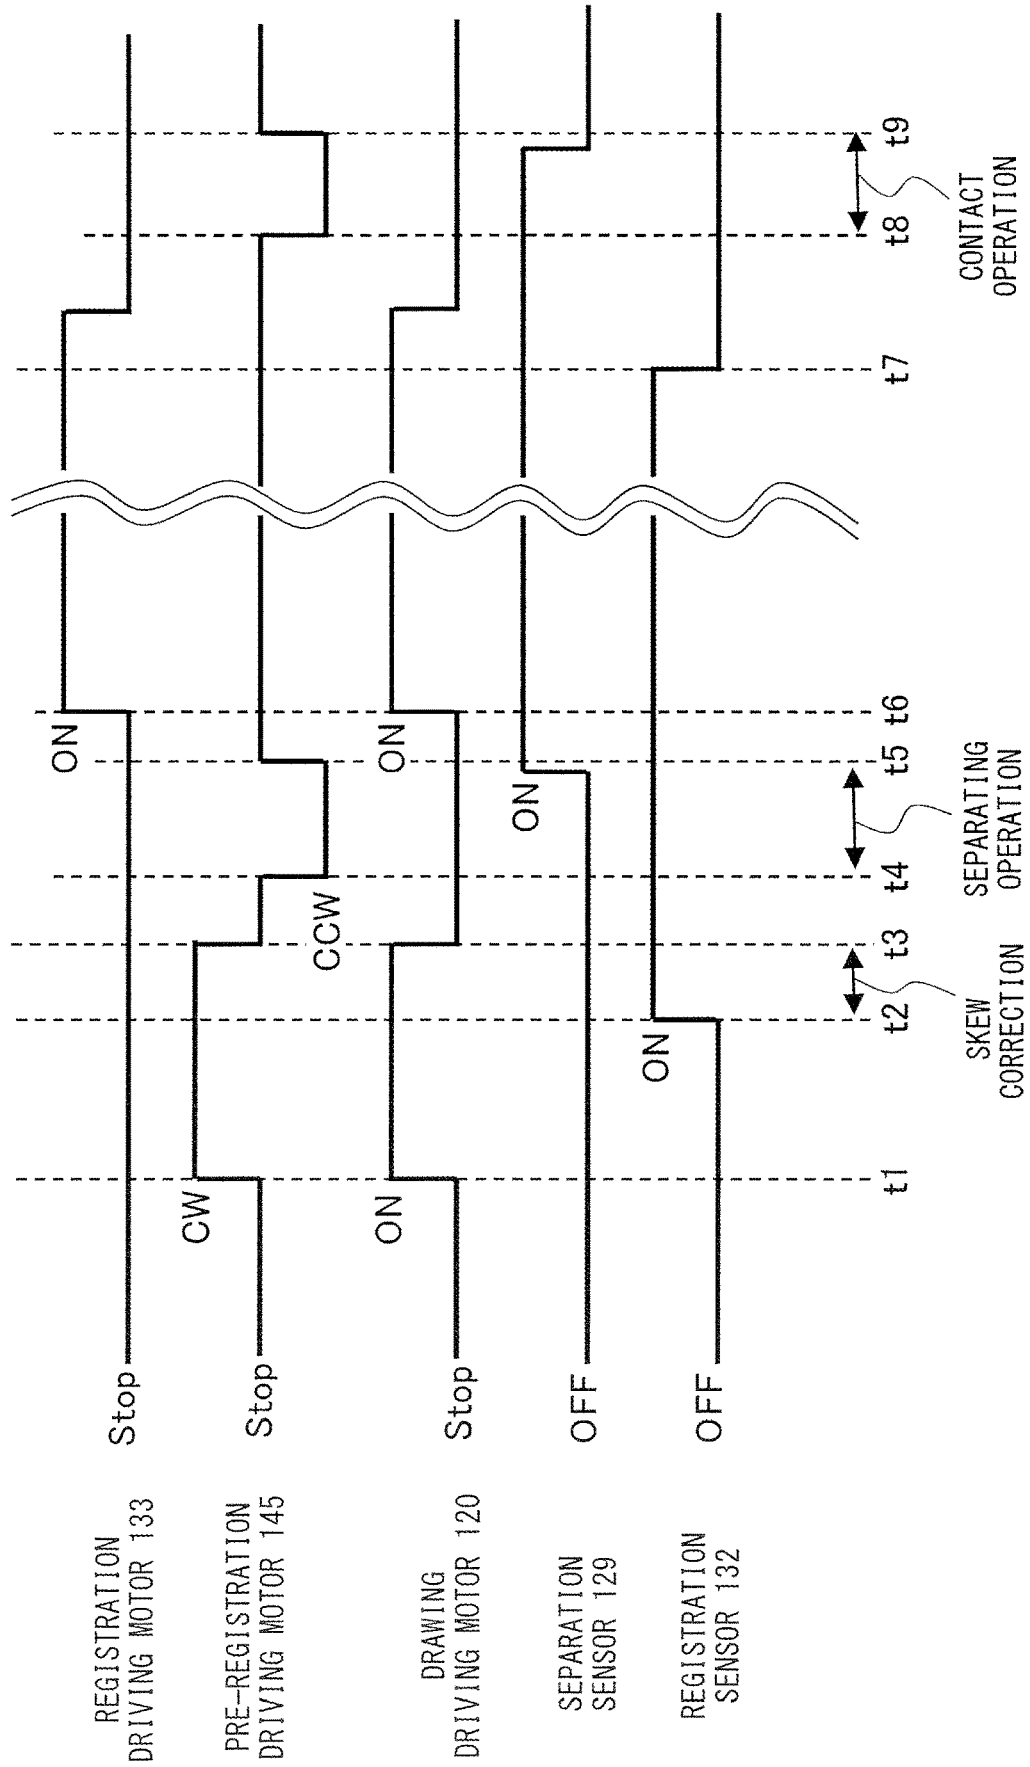 REGISTRATION
DRIVING MOTOR 133
Stop
ON
PRE-REGISTRATION
DRIVING MOTOR 145
Stop
CW
CCW
DRAWING
DRIVING MOTOR 120
Stop
ON
ON
SEPARATION
SENSOR 129
OFF
ON
REGISTRATION
SENSOR 132
OFF
ON
t1
t2
t3
t4
t5
t6
t7
t8
t9
SKEW
CORRECTION
SEPARATING
OPERATION
CONTACT
OPERATION